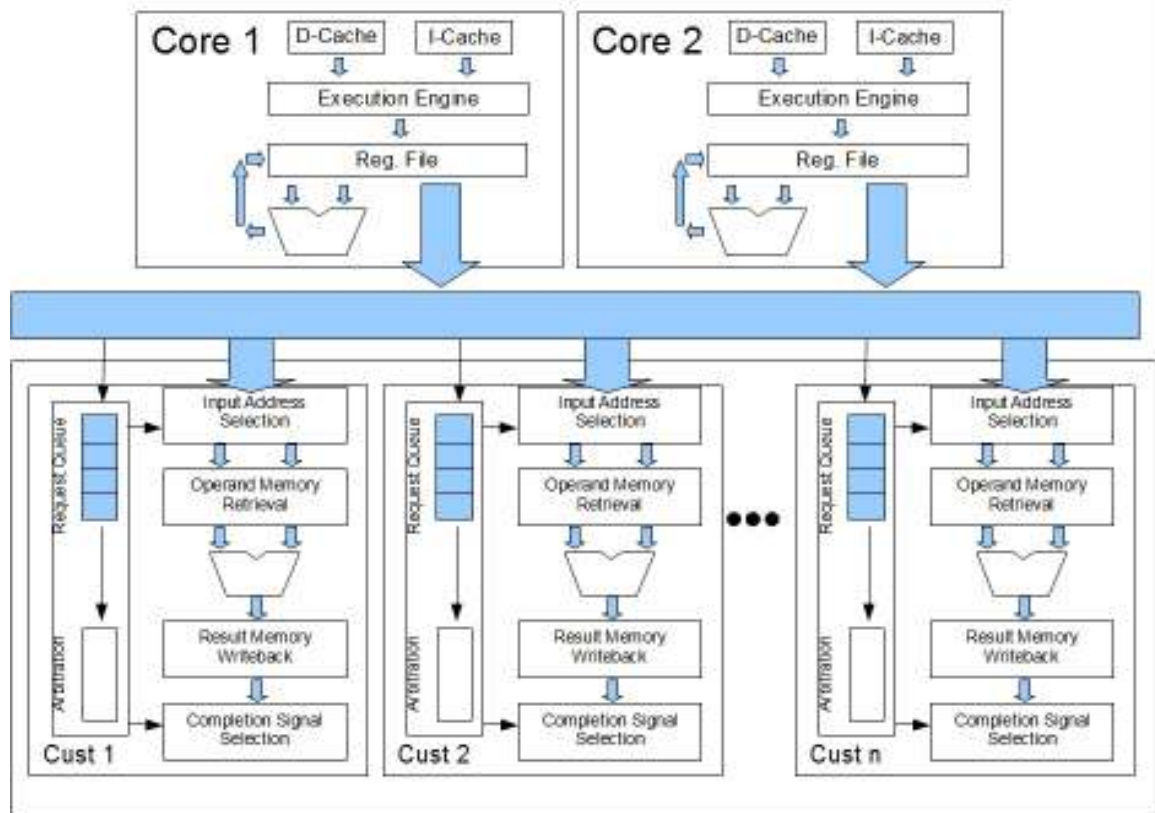 Core 1
D-Cache
I-Cache
Execution Engine
Reg. File
Core 2
D-Cache
I-Cache
Execution Engine
Reg. File
Request Queue
Arbitration
Input Address
Selection
Operand Memory
Retrieval
Result Memory
Writeback
Completion Signal
Selection
Cust 1
Request Queue
Arbitration
Input Address
Selection
Operand Memory
Retrieval
Result Memory
Writeback
Completion Signal
Selection
Cust 2
Request Queue
Arbitration
Input Address
Selection
Operand Memory
Retrieval
Result Memory
Writeback
Completion Signal
Selection
Cust n